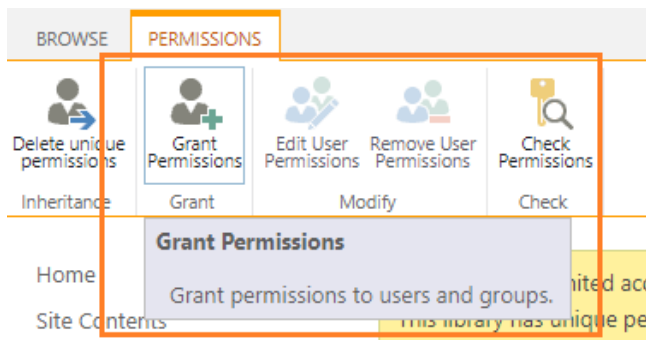 BROWSE PERMISSIONS
Delete unique Grant Edit User Remove User Check
permissions Permissions Permissions Permissions Permissions
Inheritance Grant Modify Check
Grant Permissions
Home
Grant permissions to users and groups.
Site Contents
This library has unique